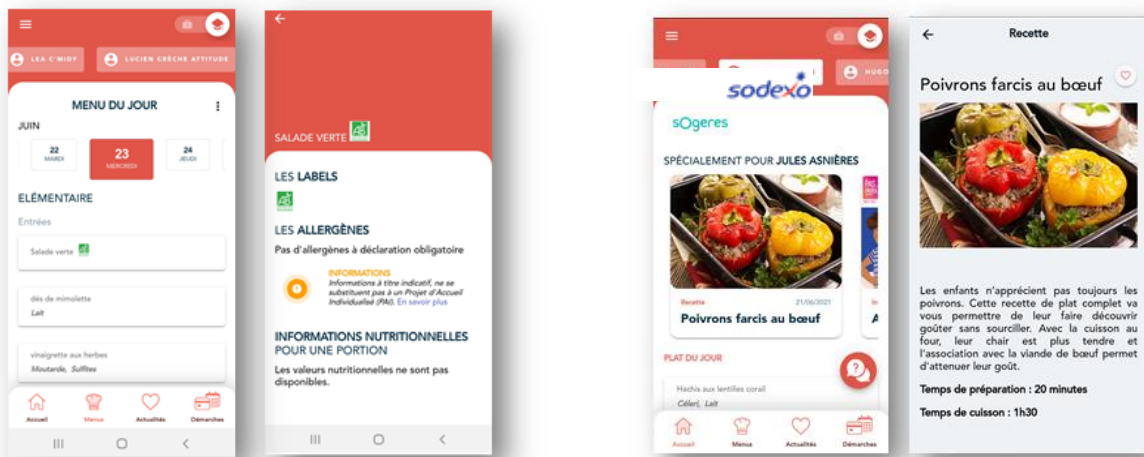 LEA C'MIDY
LUCIEN CRÈCHE ATTITUDE
MENU DU JOUR
JUIN
22
MARDI
23
MERCREDI
24
JEUDI
ELÉMENTAIRE
Entrées
Salade verte AB
dés de mimolette
Lait
vinaigrette aux herbes
Moutarde, Sulfites
Accueil
Menus
Actualités
Démarches
SALADE VERTE AB
LES LABELS
AB
LES ALLERGÈNES
Pas d'allergènes à déclaration obligatoire
INFORMATIONS
Informations à titre indicatif, ne se
substituent pas à un Projet d'Accueil
Individualisé (PAI). En savoir plus
INFORMATIONS NUTRITIONNELLES
POUR UNE PORTION
Les valeurs nutritionnelles ne sont pas
disponibles.
HUGO
sodexo
sOgeres
SPÉCIALEMENT POUR JULES ASNIÈRES
Recette
21/06/2021
Poivrons farcis au bœuf
A
PLAT DU JOUR
Hachis aux lentilles corail
Céleri, Lait
Accueil
Menus
Actualités
Démarches
Recette
Poivrons farcis au bœuf
Les enfants n'apprécient pas toujours les
poivrons. Cette recette de plat complet va
vous permettre de leur faire découvrir
goûter sans sourciller. Avec la cuisson au
four, leur chair est plus tendre et
l'association avec la viande de bœuf permet
d'attenuer leur goût.
Temps de préparation : 20 minutes
Temps de cuisson : 1h30